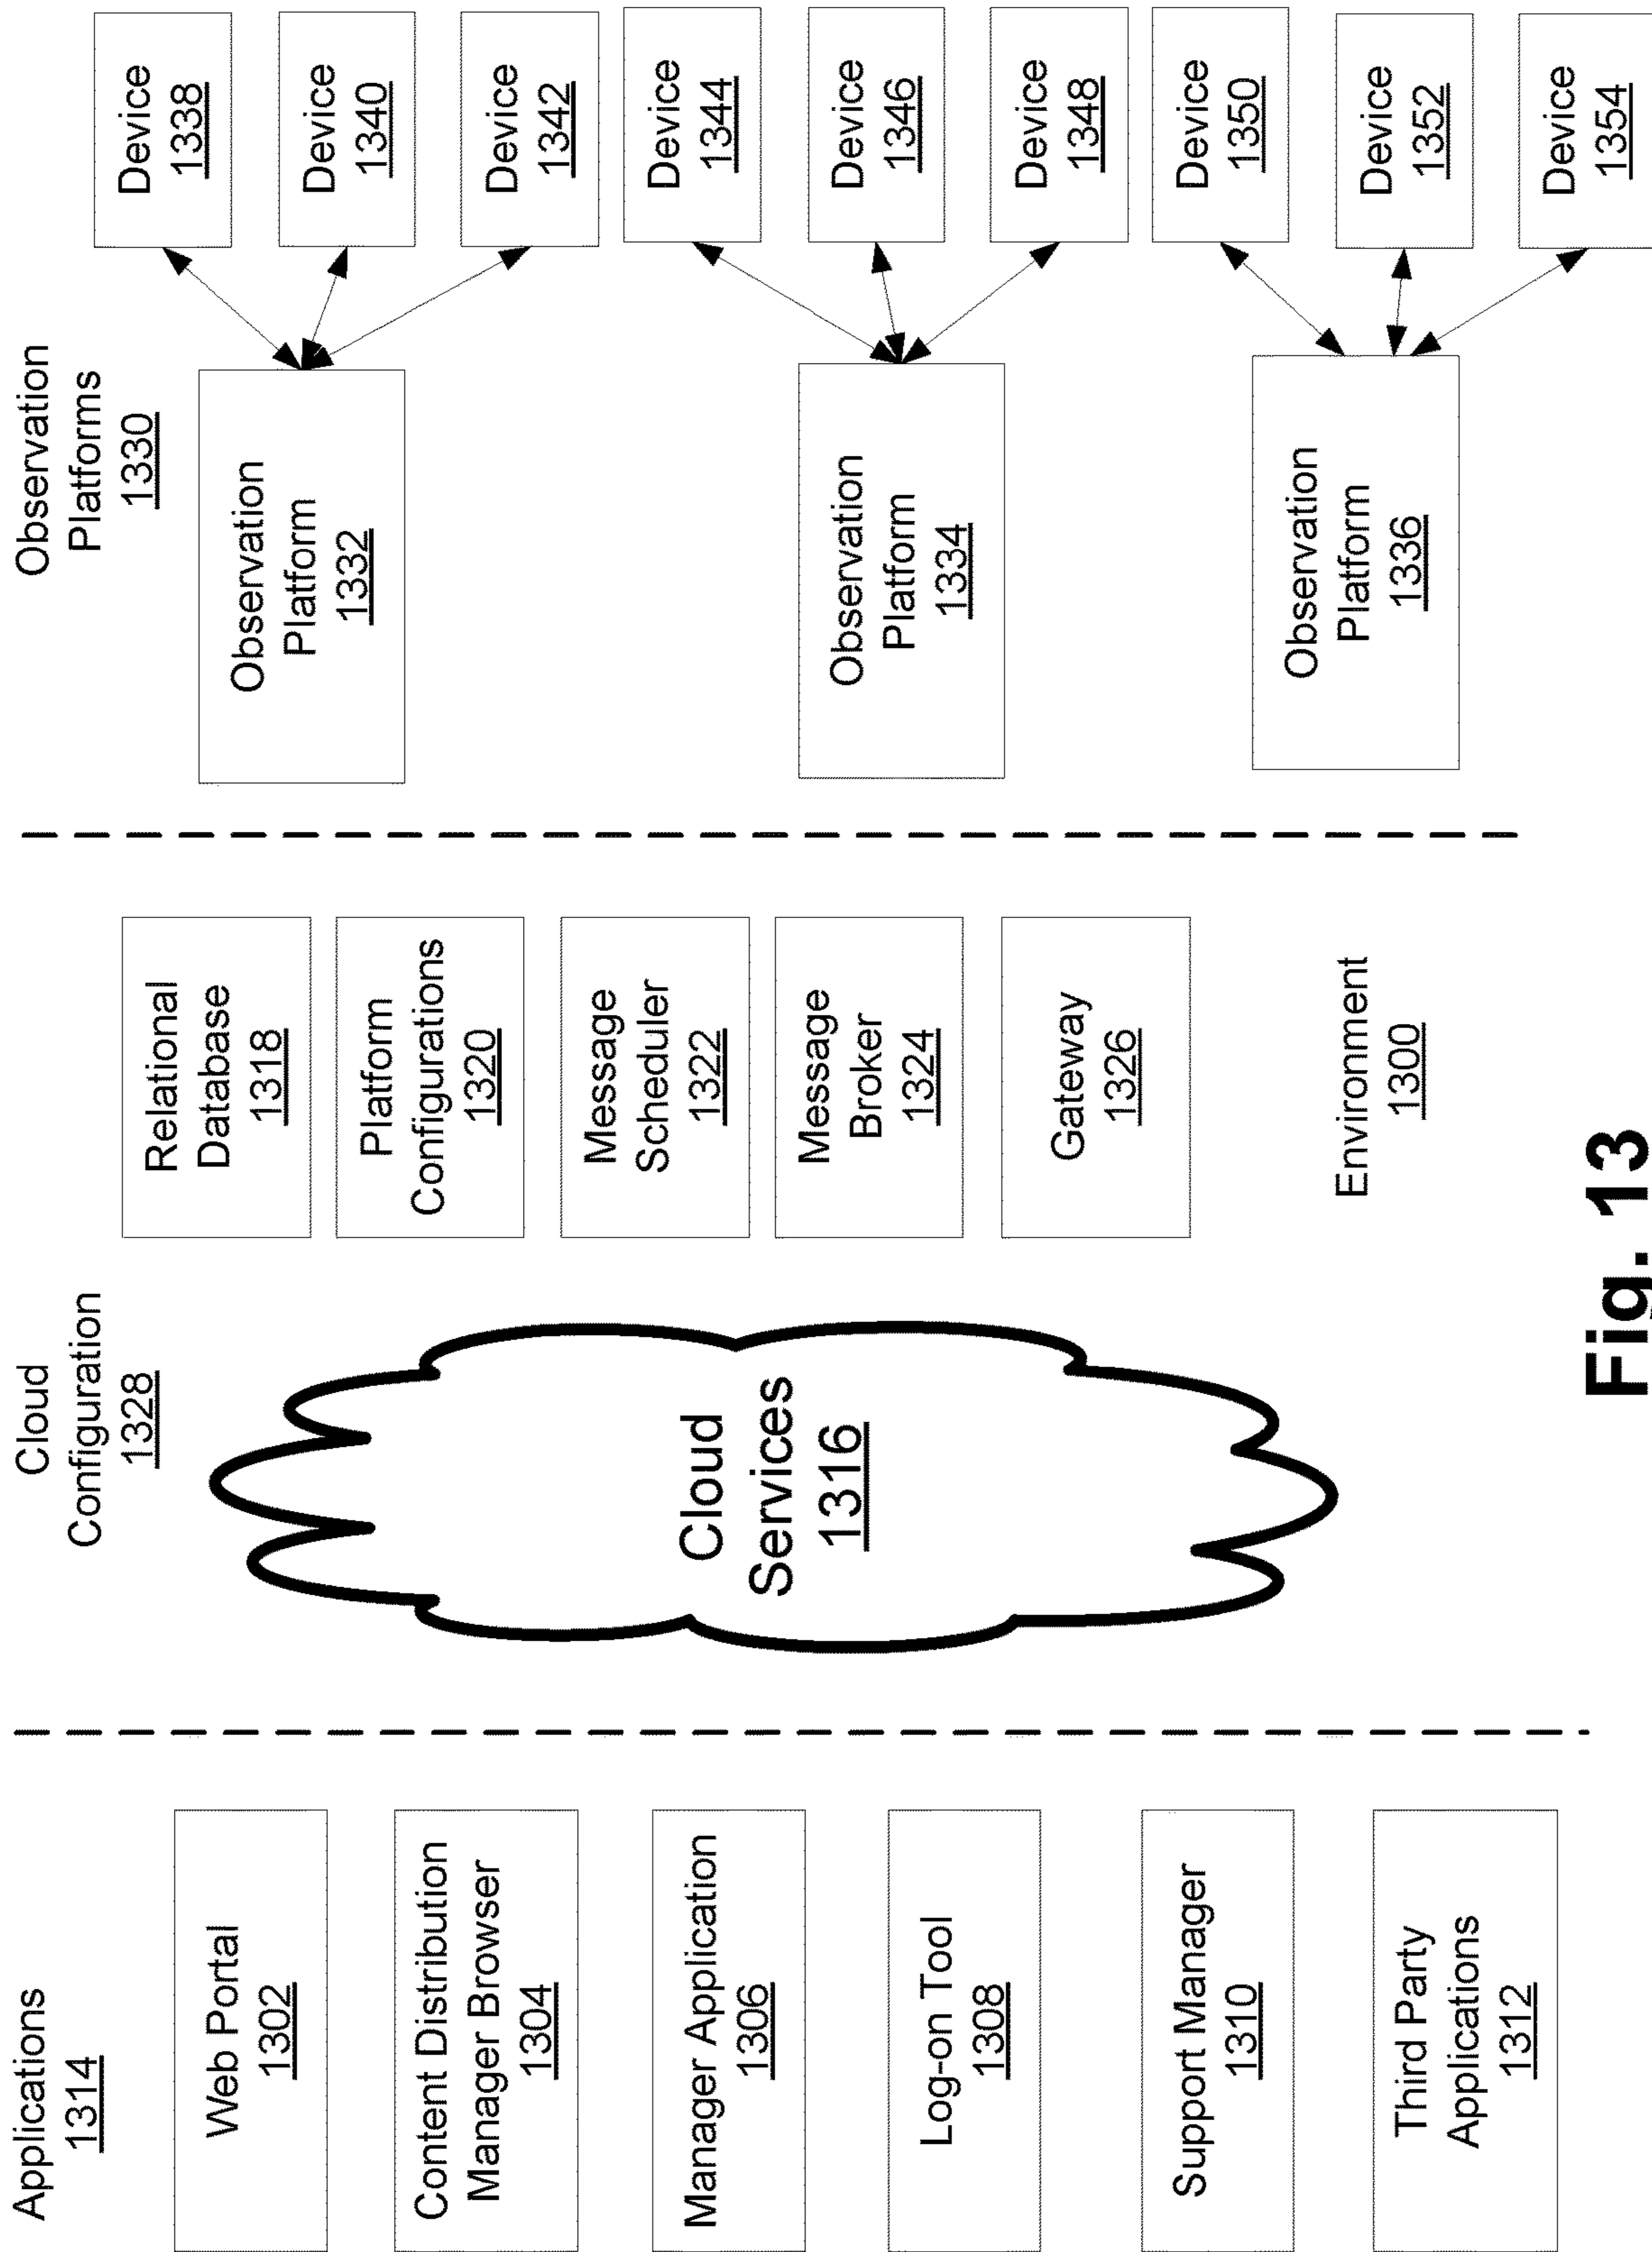 Applications
1314
Web Portal
1302
Content Distribution
Manager Browser
1304
Manager Application
1306
Log-on Tool
1308
Support Manager
1310
Third Party
Applications
1312
Cloud
Configuration
1328
Cloud
Services
1316
Relational
Database
1318
Platform
Configurations
1320
Message
Scheduler
1322
Message
Broker
1324
Gateway
1326
Environment
1300
Observation
Platforms
1330
Observation
Platform
1332
Observation
Platform
1334
Observation
Platform
1336
Device
1338
Device
1340
Device
1342
Device
1344
Device
1346
Device
1348
Device
1350
Device
1352
Device
1354
Fig. 13